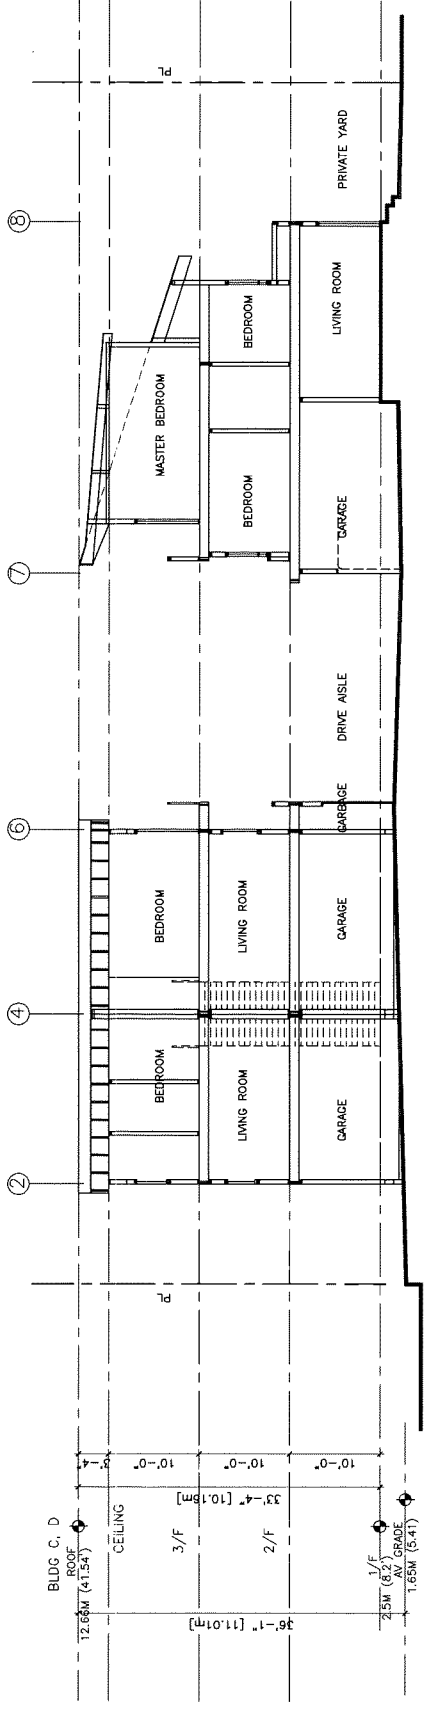 BLDG C, D
ROOF
12.66M (41.54')
CEILING
3/F
2/F
1/F
2.5M (8.2')
AV GRADE
1.65M (5.41)
36'-1" [11.01m]
33'-4" [10.16m]
3'-4"
10'-0"
10'-0"
10'-0"
PL
2
4
6
7
8
BEDROOM
BEDROOM
LIVING ROOM
LIVING ROOM
GARAGE
GARAGE
GARBAGE
DRIVE AISLE
MASTER BEDROOM
BEDROOM
BEDROOM
GARAGE
LIVING ROOM
PRIVATE YARD
PL